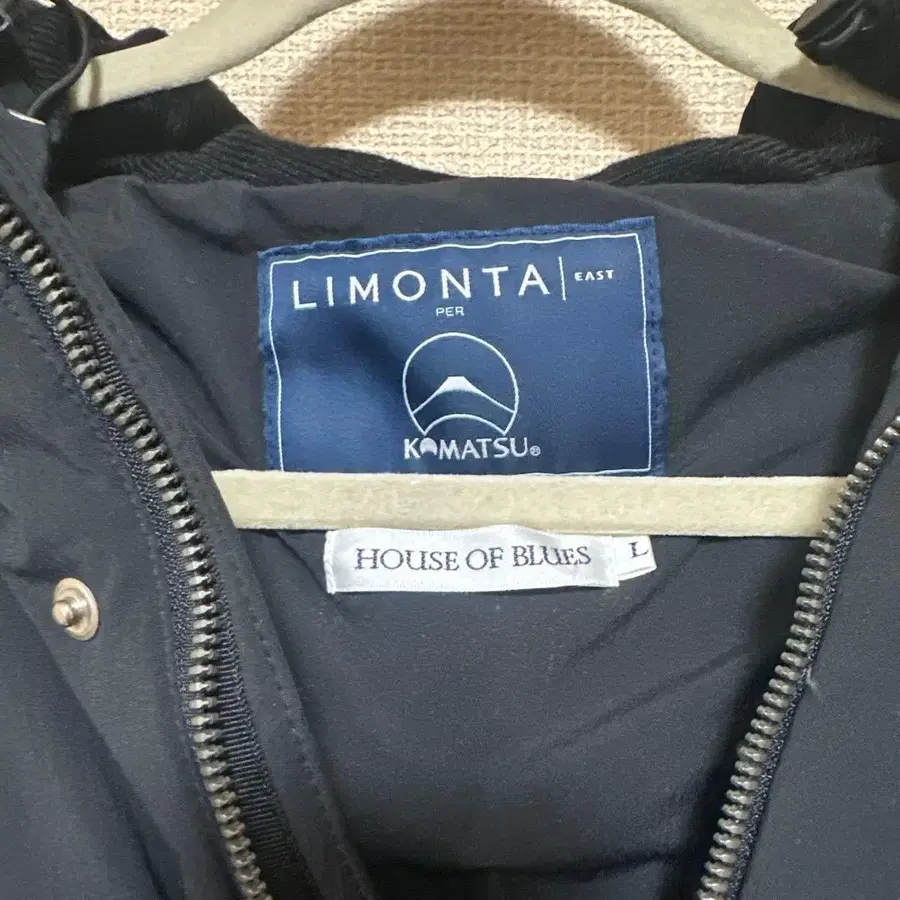 LIMONTA | EAST
PER
KOMATSU®
HOUSE OF BLUES L